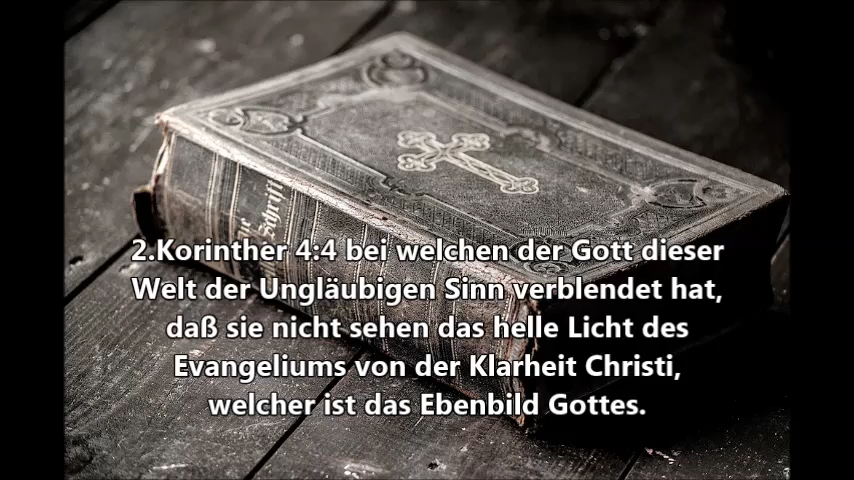 Schrift
2.Korinther 4:4 bei welchen der Gott dieser
Welt der Ungläubigen Sinn verblendet hat,
daß sie nicht sehen das helle Licht des
Evangeliums von der Klarheit Christi,
welcher ist das Ebenbild Gottes.